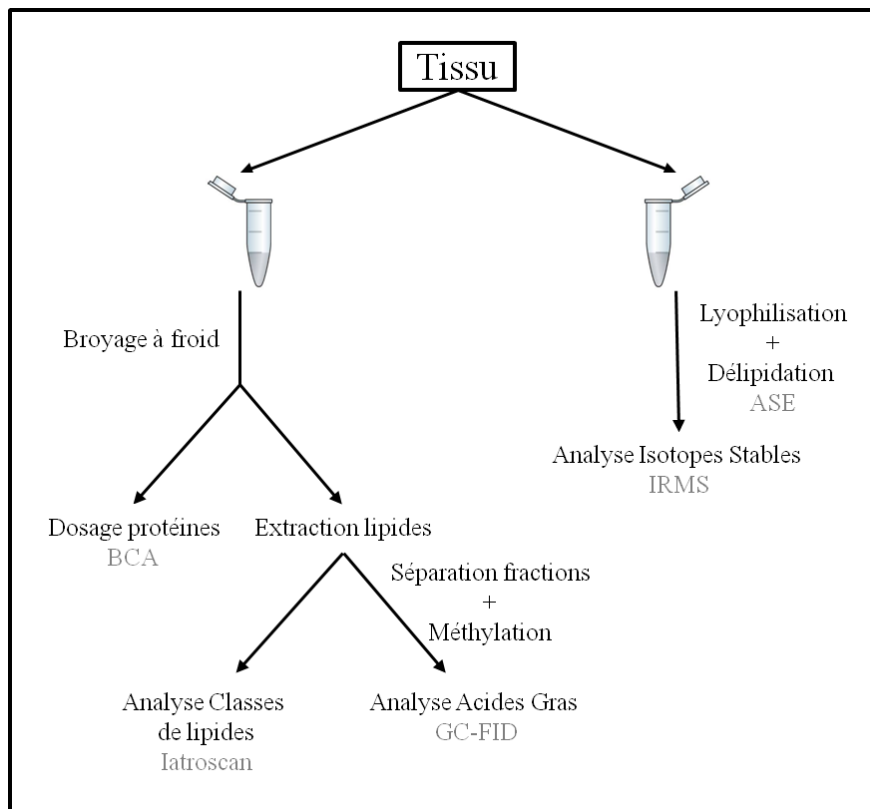 Tissu
Broyage à froid
Lyophilisation
+
Délipidation
ASE
Analyse Isotopes Stables
IRMS
Dosage protéines
BCA
Extraction lipides
Séparation fractions
+
Méthylation
Analyse Classes
de lipides
Iatroscan
Analyse Acides Gras
GC-FID